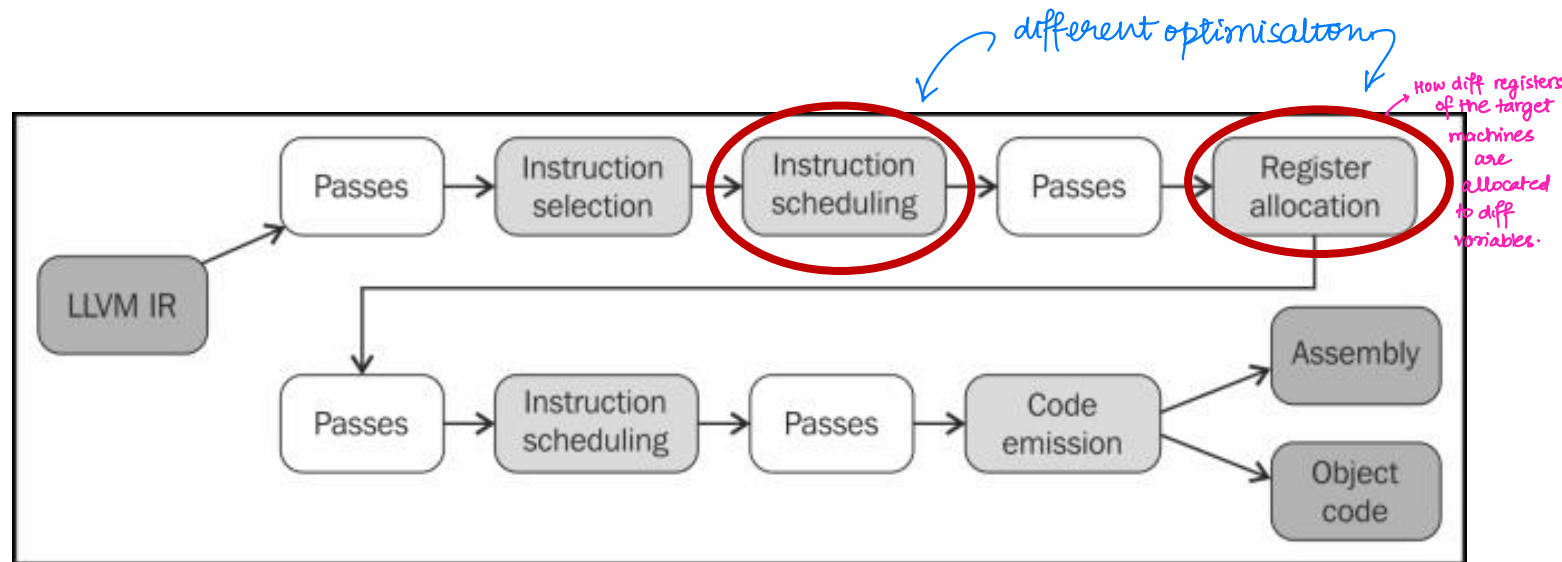 different optimisalton
How diff registers
of the target
machines
are
allocated
to diff
variables.
Passes
Instruction
selection
Instruction
scheduling
Passes
Register
allocation
LLVM IR
Passes
Instruction
scheduling
Passes
Code
emission
Assembly
Object
code